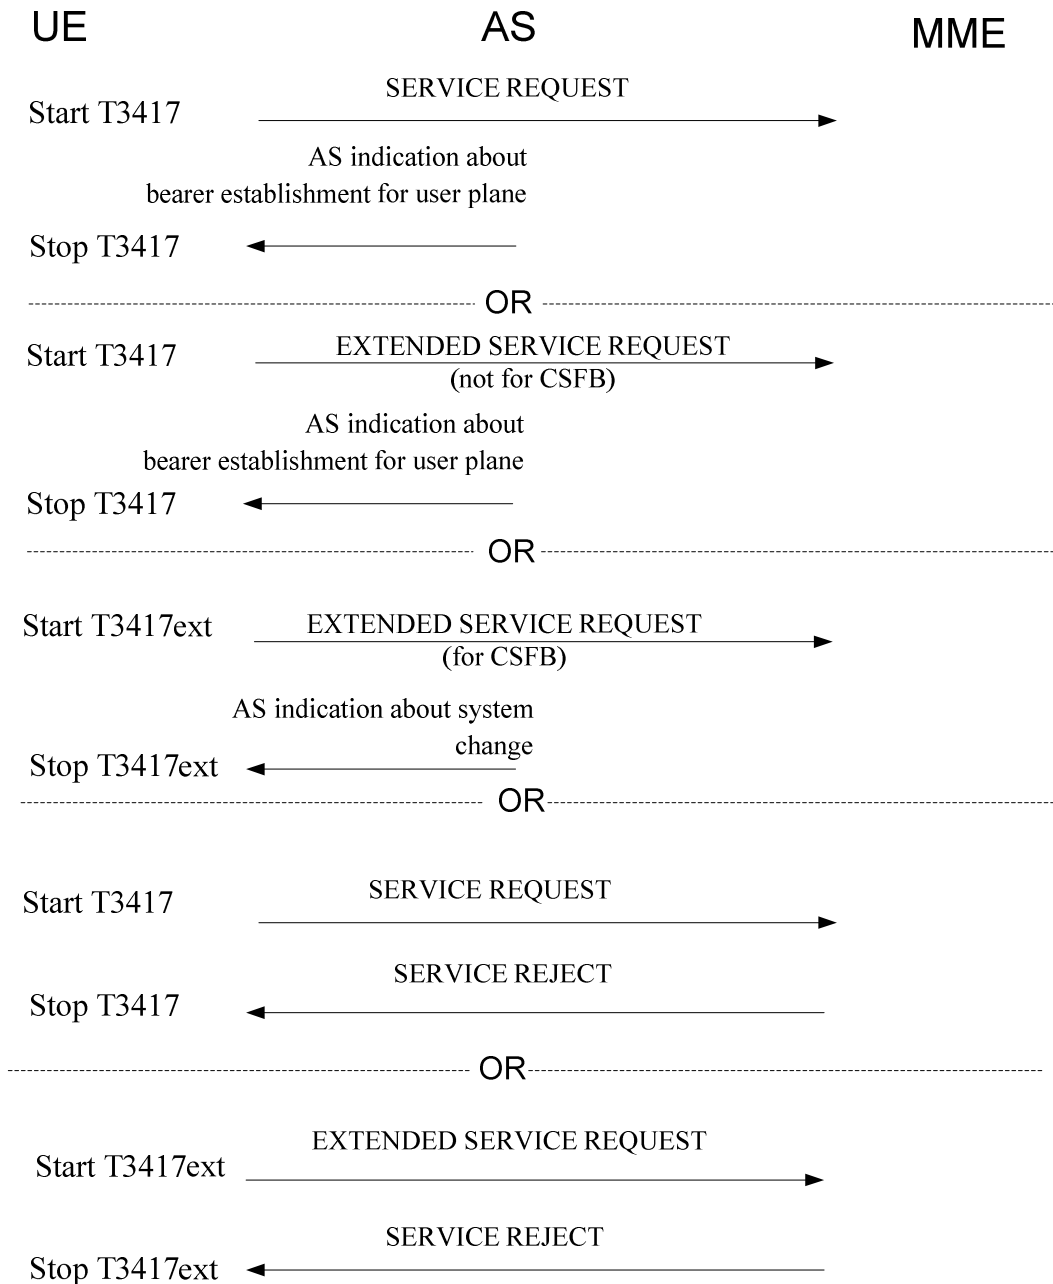 UE AS MME
SERVICE REQUEST
Start T3417
AS indication about
bearer establishment for user plane
Stop T3417
OR
Start T3417 EXTENDED SERVICE REQUEST
(not for CSFB)
AS indication about
bearer establishment for user plane
Stop T3417
OR
Start T3417ext EXTENDED SERVICE REQUEST
(for CSFB)
AS indication about system
change
Stop T3417ext
OR
Start T3417 SERVICE REQUEST
SERVICE REJECT
Stop T3417
OR
EXTENDED SERVICE REQUEST
Start T3417ext
SERVICE REJECT
Stop T3417ext